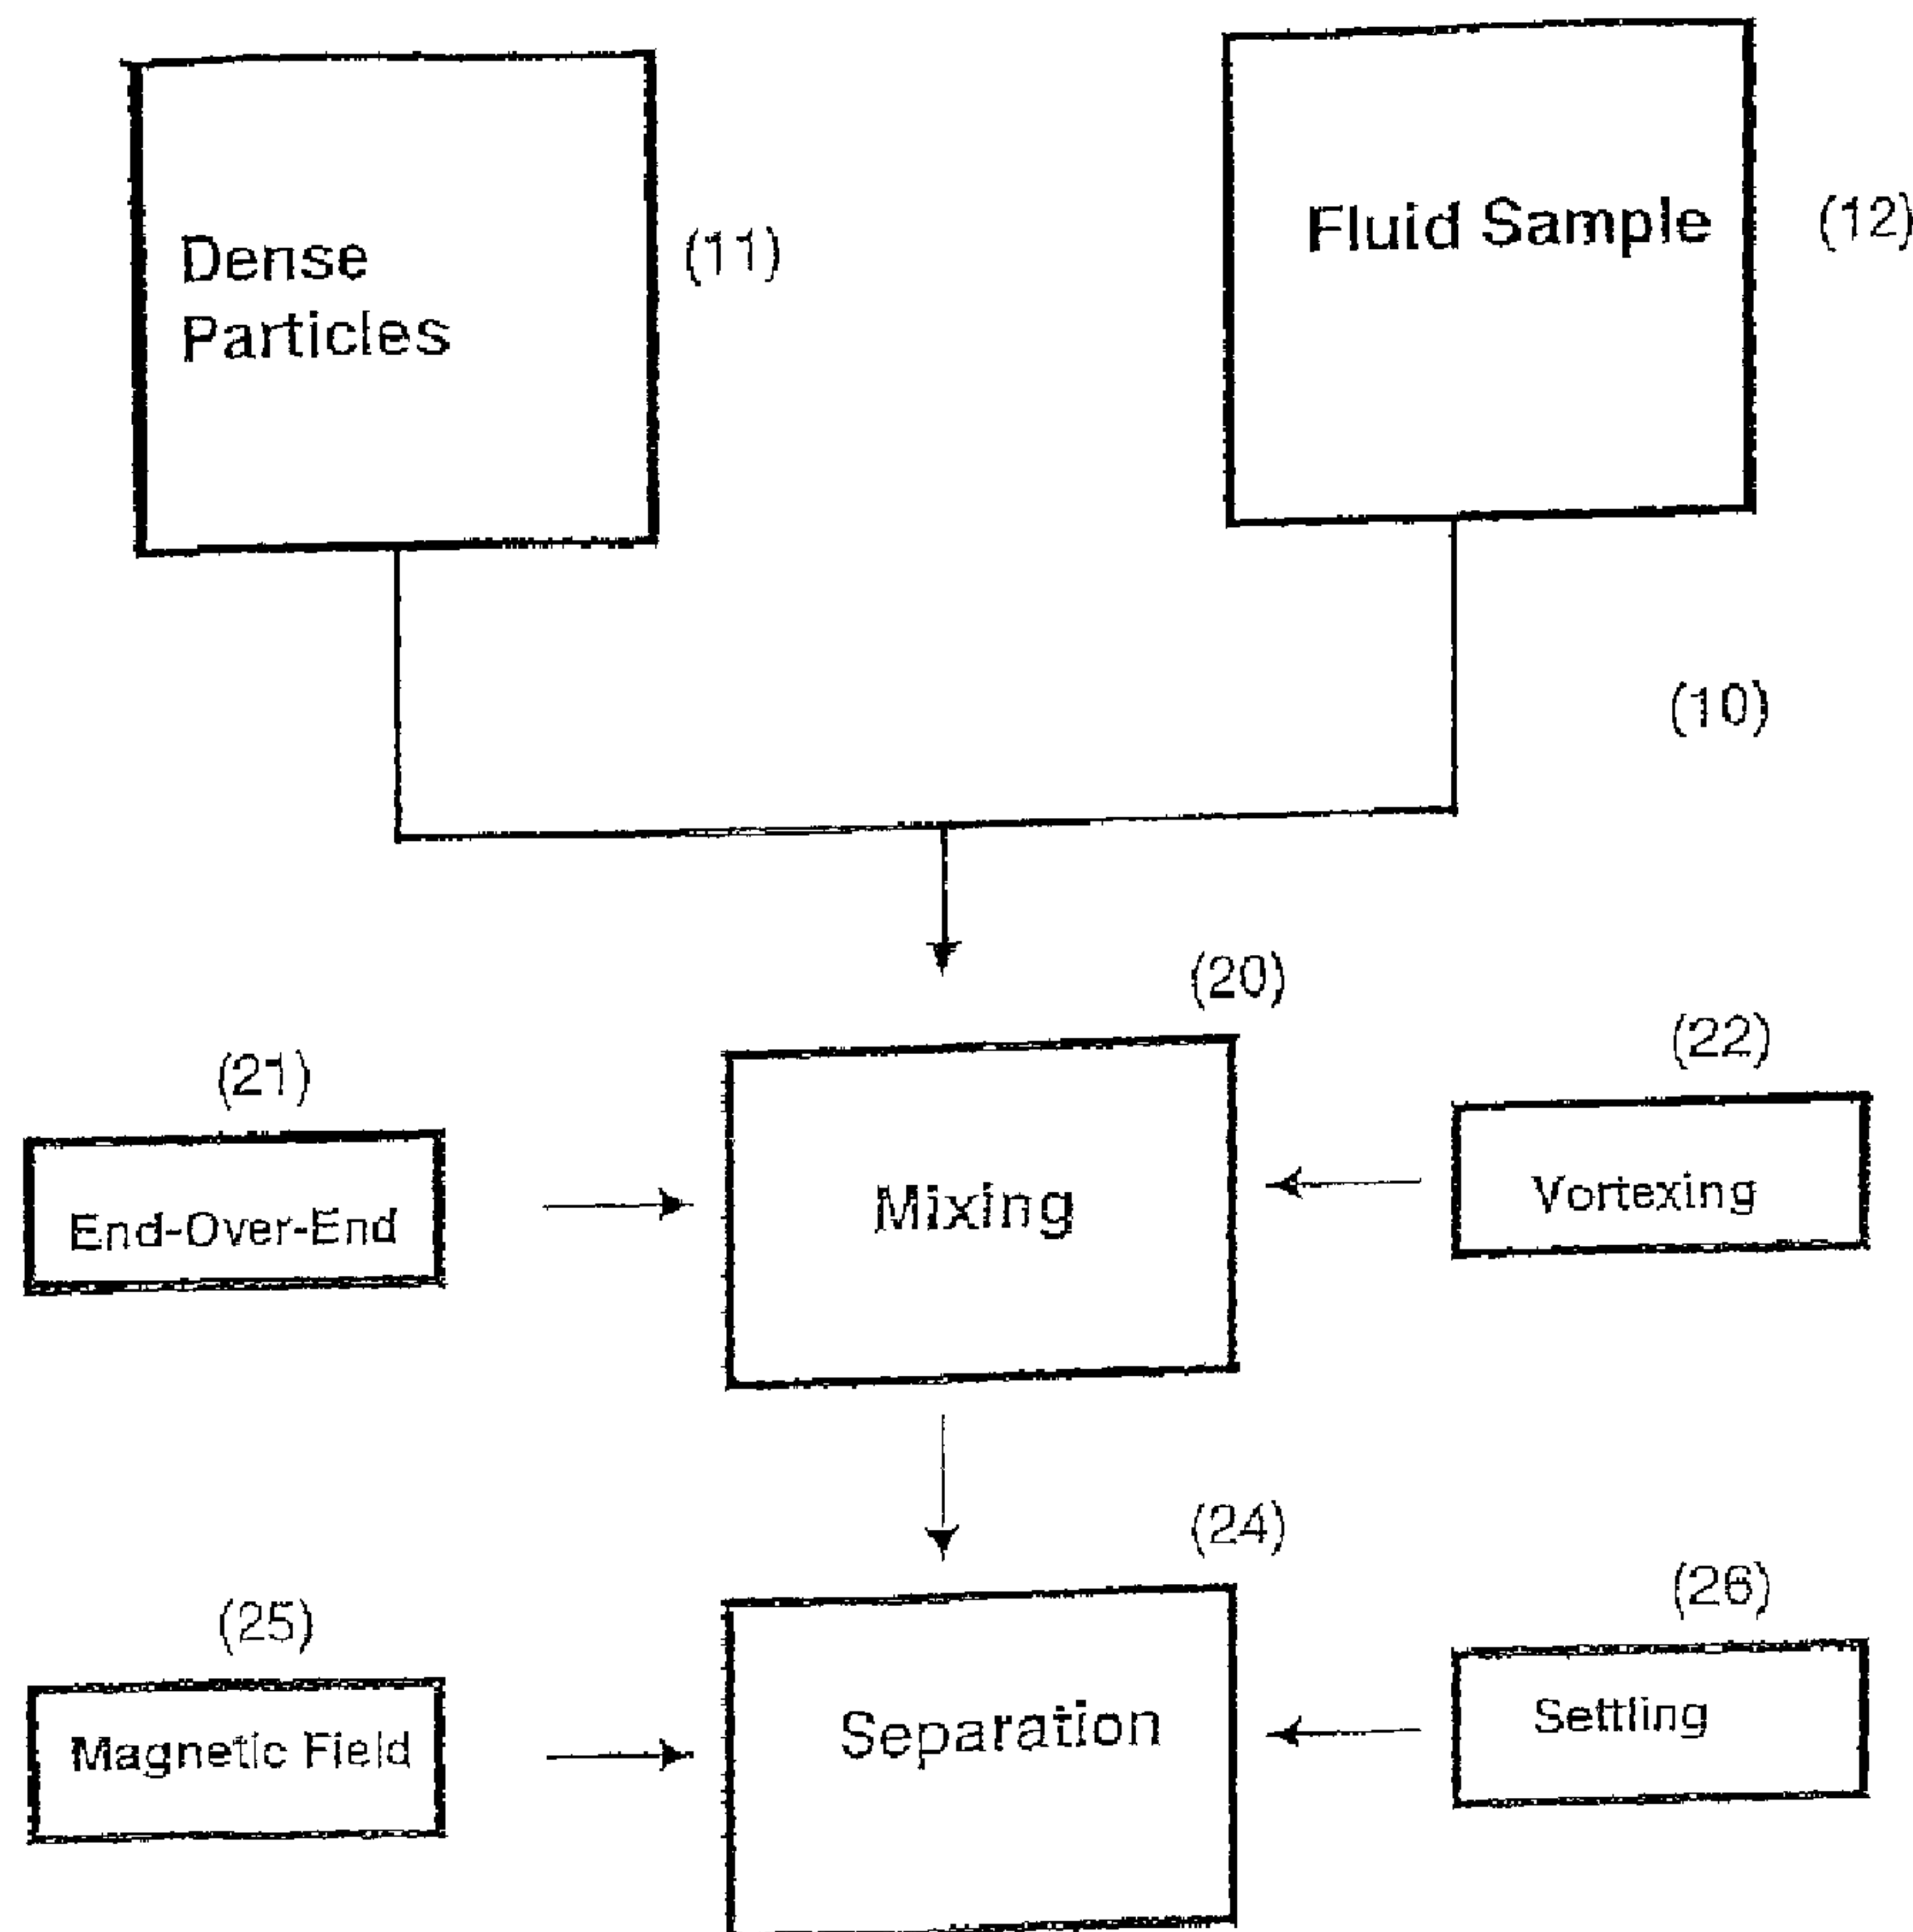 Dense
Particles
(11)
Fluid Sample
(12)
(10)
(20)
(21)
(22)
End-Over-End
Mixing
Vortexing
(24)
(25)
(26)
Magnetic Field
Separation
Settling